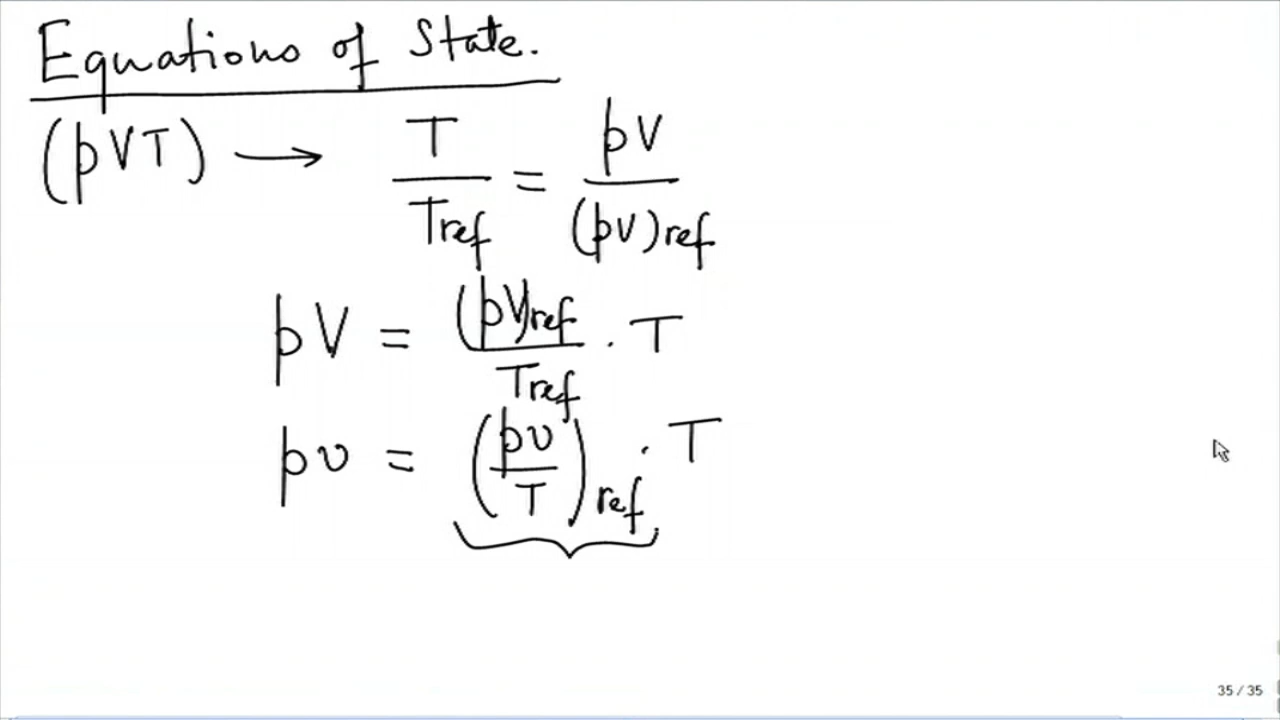 Equations of State.
(pVT) → T/Tref = pV/(pV)ref
pV = (pV)ref/Tref . T
pv = (pv/T)ref . T
35 / 35